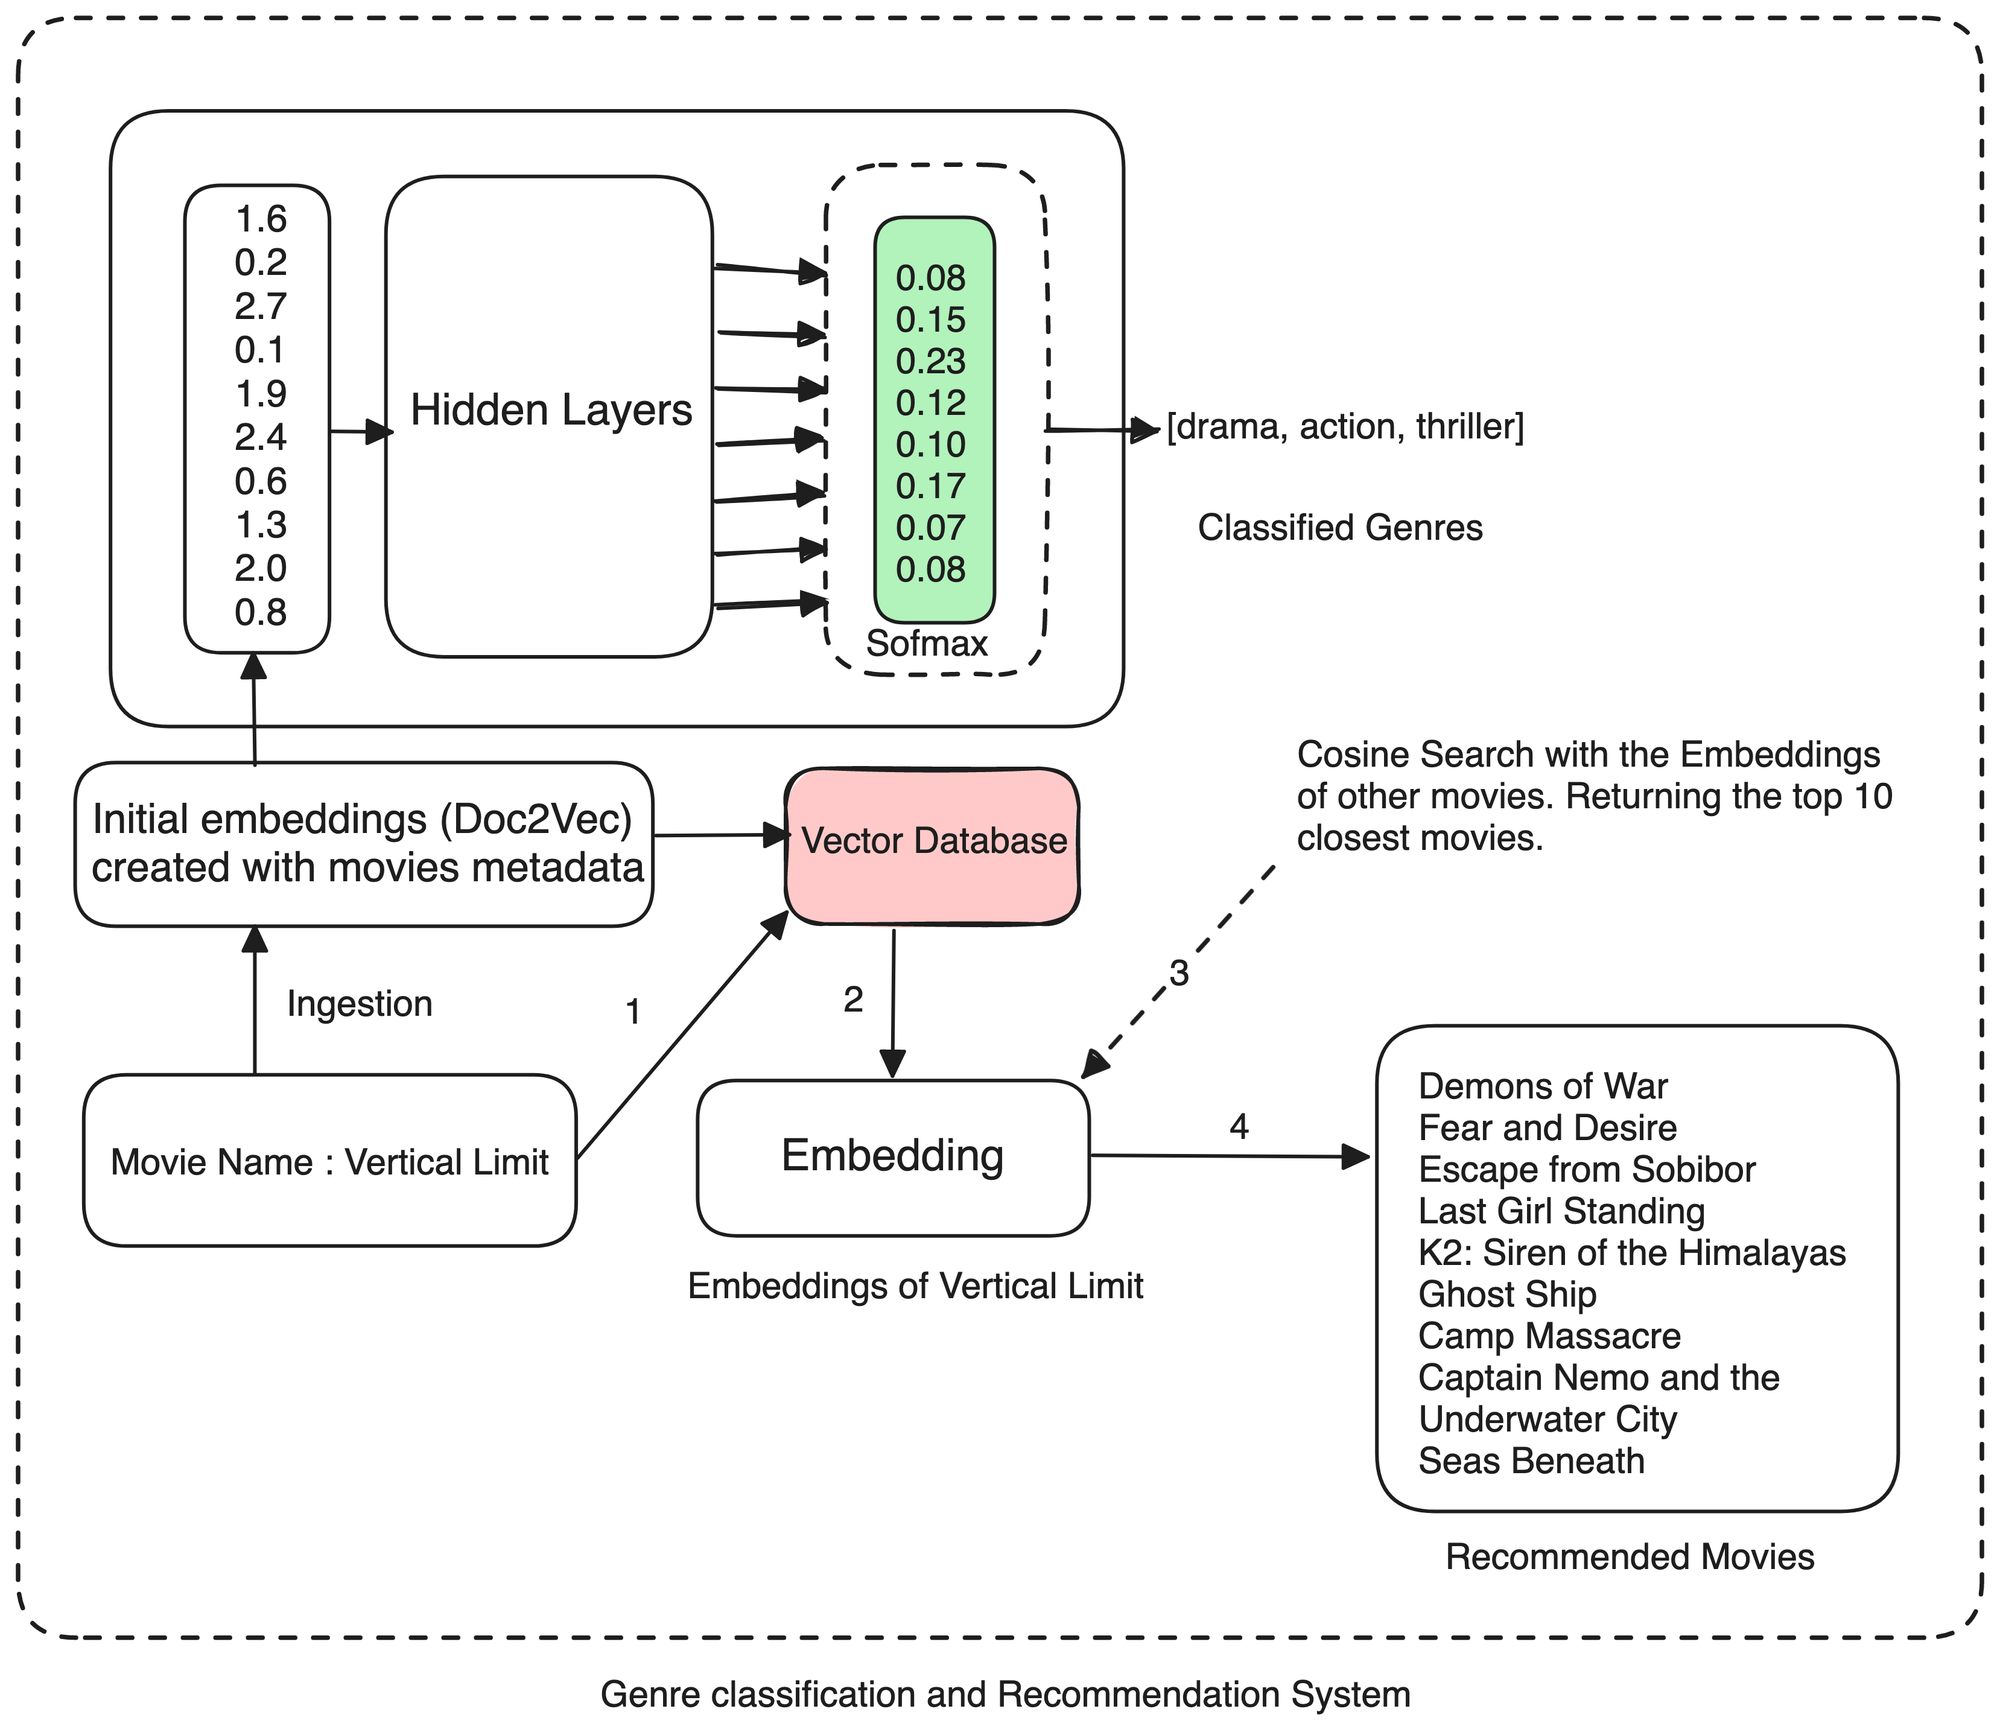 1.6
0.2
2.7
0.1
1.9
2.4
0.6
1.3
2.0
0.8
Hidden Layers
0.08
0.15
0.23
0.12
0.10
0.17
0.07
0.08
Sofmax
[drama, action, thriller]
Classified Genres
Initial embeddings (Doc2Vec)
created with movies metadata
Vector Database
Cosine Search with the Embeddings
of other movies. Returning the top 10
closest movies.
Ingestion
1
2
3
4
Movie Name : Vertical Limit
Embedding
Embeddings of Vertical Limit
Demons of War
Fear and Desire
Escape from Sobibor
Last Girl Standing
K2: Siren of the Himalayas
Ghost Ship
Camp Massacre
Captain Nemo and the
Underwater City
Seas Beneath
Recommended Movies
Genre classification and Recommendation System